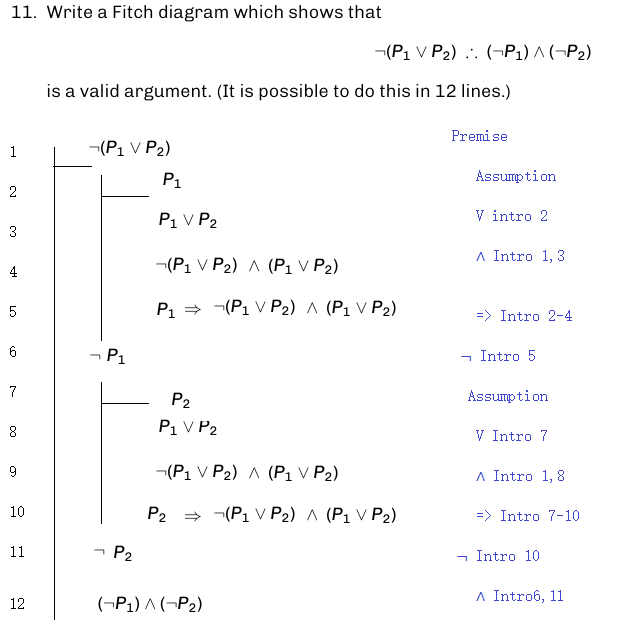 11. Write a Fitch diagram which shows that
¬(P₁ ∨ P₂) ∴ (¬P₁) ∧ (¬P₂)
is a valid argument. (It is possible to do this in 12 lines.)
1 ¬(P₁ ∨ P₂) Premise
2 P₁ Assumption
3 P₁ ∨ P₂ V intro 2
4 ¬(P₁ ∨ P₂) ∧ (P₁ ∨ P₂) ∧ Intro 1,3
5 P₁ ⇒ ¬(P₁ ∨ P₂) ∧ (P₁ ∨ P₂) => Intro 2-4
6 ¬ P₁ ¬ Intro 5
7 P₂ Assumption
8 P₁ ∨ P₂ V Intro 7
9 ¬(P₁ ∨ P₂) ∧ (P₁ ∨ P₂) ∧ Intro 1,8
10 P₂ ⇒ ¬(P₁ ∨ P₂) ∧ (P₁ ∨ P₂) => Intro 7-10
11 ¬ P₂ ¬ Intro 10
12 (¬P₁) ∧ (¬P₂) ∧ Intro6,11